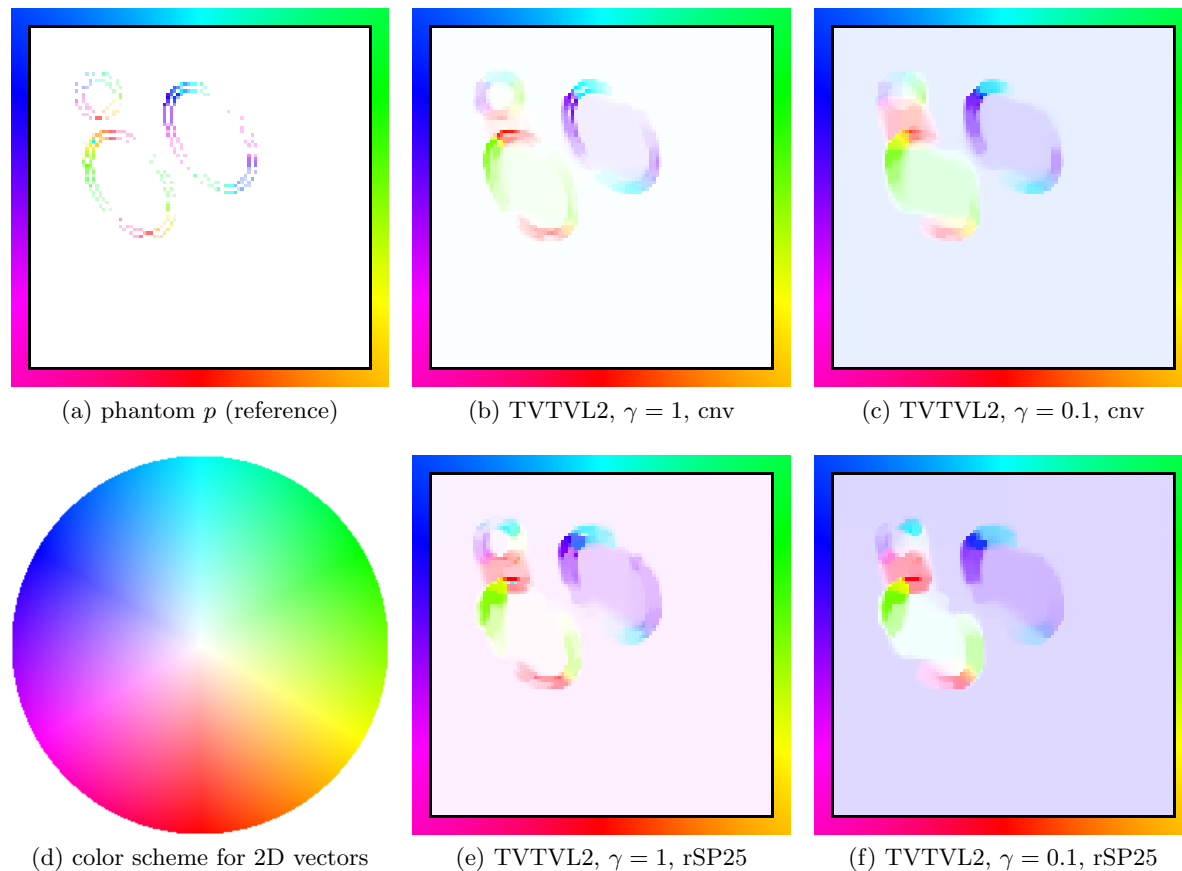 (a) phantom p (reference)
(b) TVTVL2, γ = 1, cnv
(c) TVTVL2, γ = 0.1, cnv
(d) color scheme for 2D vectors
(e) TVTVL2, γ = 1, rSP25
(f) TVTVL2, γ = 0.1, rSP25